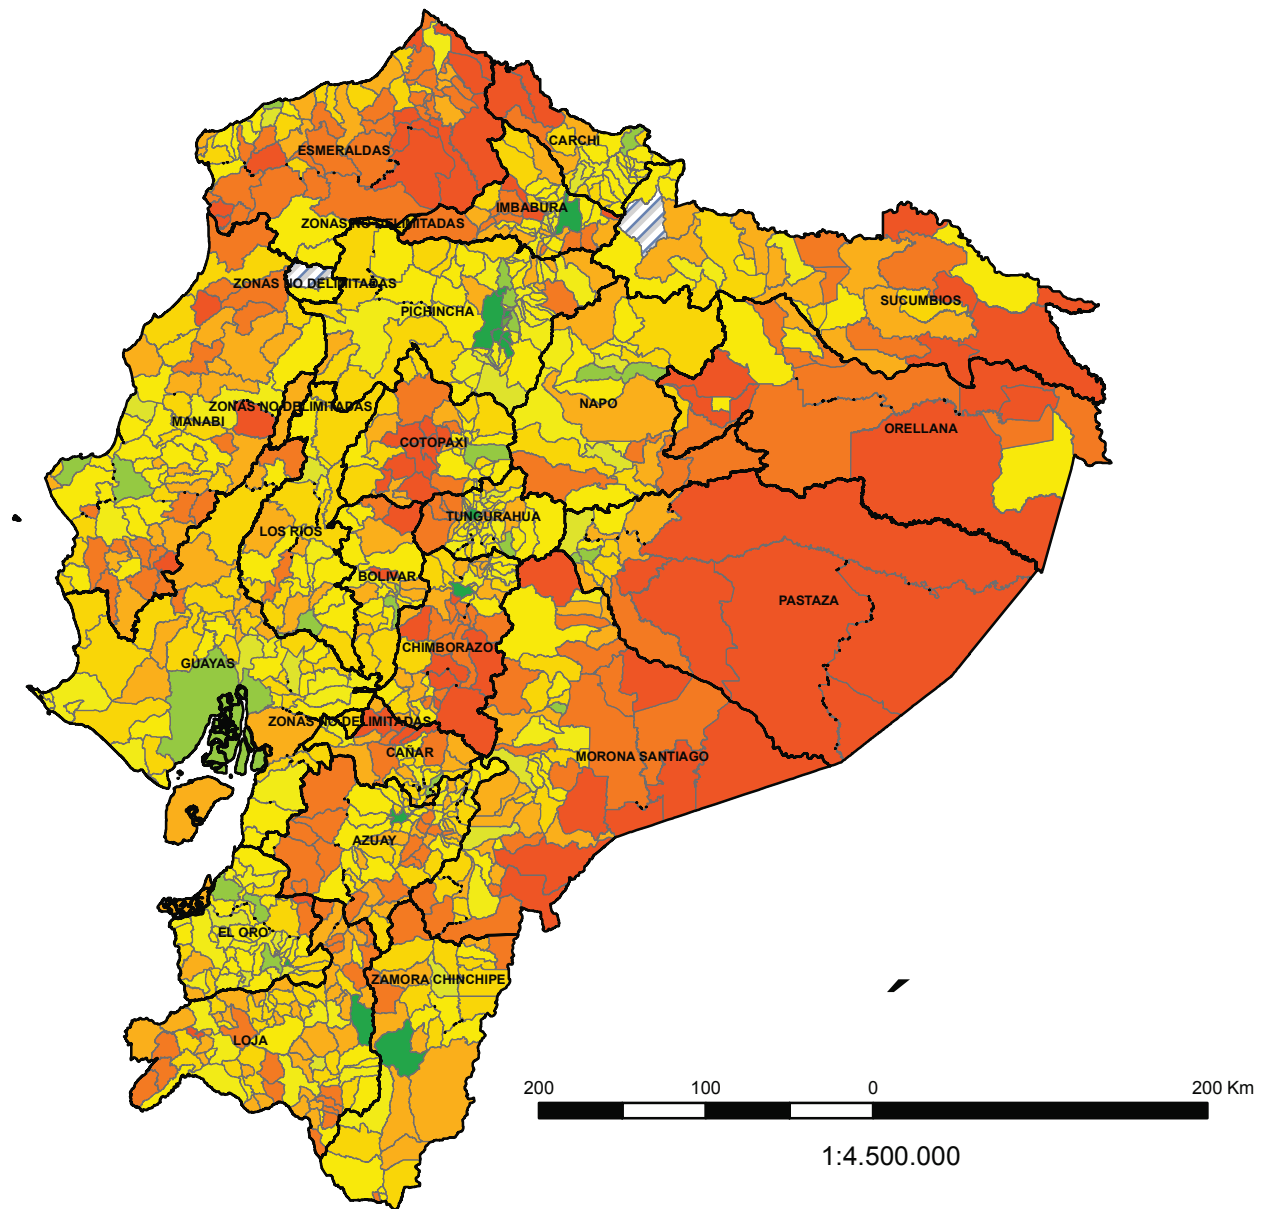 CARCHI
ESMERALDAS
IMBABURA
ZONAS NO DELIMITADAS
ZONAS NO DELIMITADAS
SUCUMBIOS
PICHINCHA
NAPO
ZONAS NO DELIMITADAS
MANABI
ORELLANA
COTOPAXI
TUNGURAHUA
LOS RIOS
BOLIVAR
PASTAZA
CHIMBORAZO
GUAYAS
ZONAS NO DELIMITADAS
CAÑAR
MORONA SANTIAGO
AZUAY
EL ORO
ZAMORA CHINCHIPE
LOJA
200 100 0 200 Km
1:4.500.000